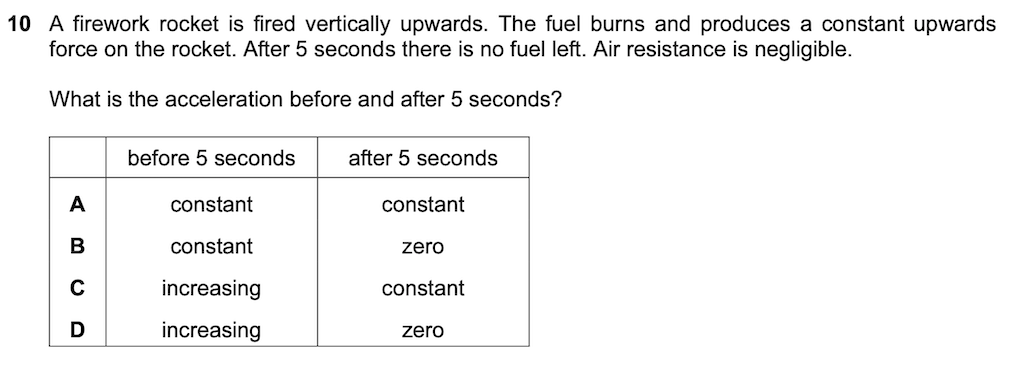 10 A firework rocket is fired vertically upwards. The fuel burns and produces a constant upwards
force on the rocket. After 5 seconds there is no fuel left. Air resistance is negligible.
What is the acceleration before and after 5 seconds?
before 5 seconds after 5 seconds
A constant constant
B constant zero
C increasing constant
D increasing zero